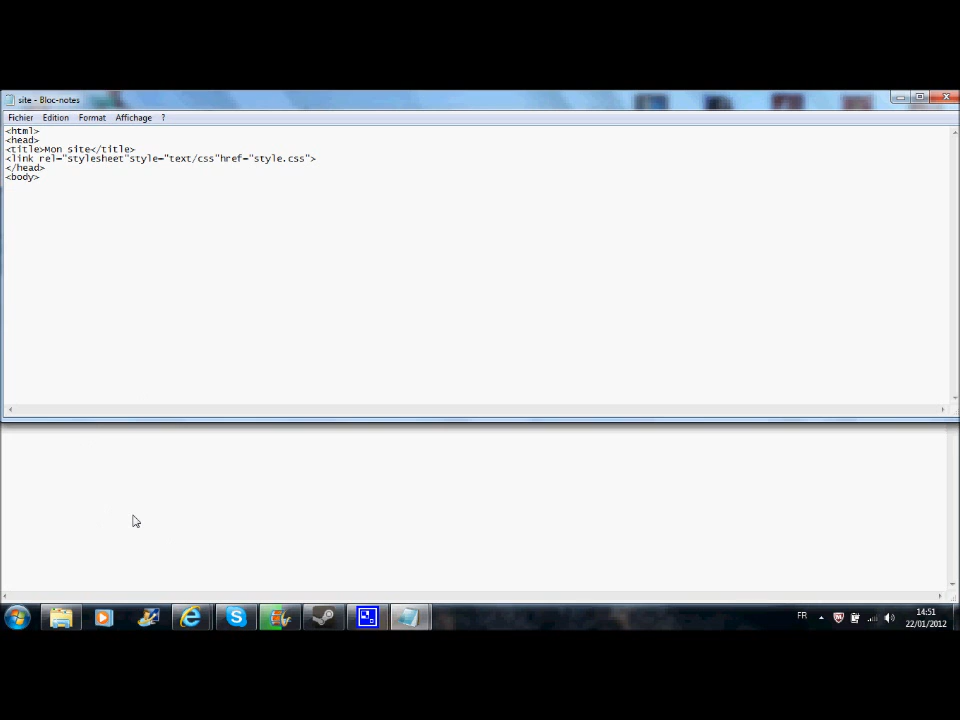 site - Bloc-notes
Fichier Edition Format Affichage ?
<html>
<head>
<title>Mon site</title>
<link rel="stylesheet"style="text/css"href="style.css">
</head>
<body>
FR
14:51
22/01/2012